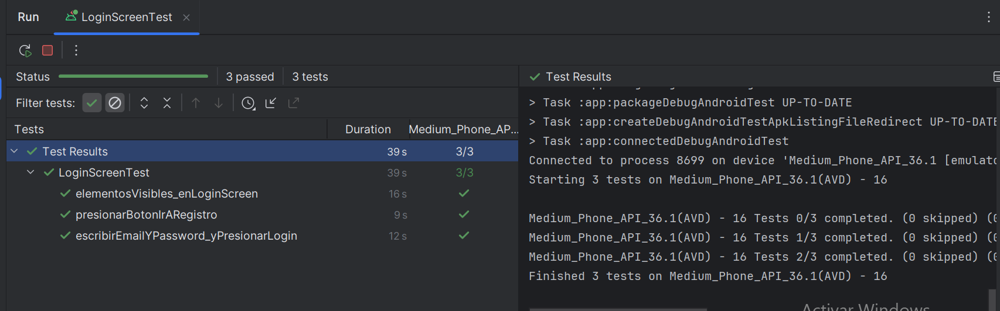 Run LoginScreenTest
Status 3 passed 3 tests
Test Results
Filter tests:
Tests Duration Medium_Phone_AP...
Test Results 39 s 3/3
LoginScreenTest 39 s 3/3
elementosVisibles_enLoginScreen 16 s
presionarBotonIrARegistro 9 s
escribirEmailYPassword_yPresionarLogin 12 s
> Task :app:packageDebugAndroidTest UP-TO-DATE
> Task :app:createDebugAndroidTestApkListingFileRedirect UP-TO-DATE
> Task :app:connectedDebugAndroidTest
Connected to process 8699 on device 'Medium_Phone_API_36.1 [emulato
Starting 3 tests on Medium_Phone_API_36.1(AVD) - 16
Medium_Phone_API_36.1(AVD) - 16 Tests 0/3 completed. (0 skipped) (0
Medium_Phone_API_36.1(AVD) - 16 Tests 1/3 completed. (0 skipped) (0
Medium_Phone_API_36.1(AVD) - 16 Tests 2/3 completed. (0 skipped) (0
Finished 3 tests on Medium_Phone_API_36.1(AVD) - 16
Activar Windows